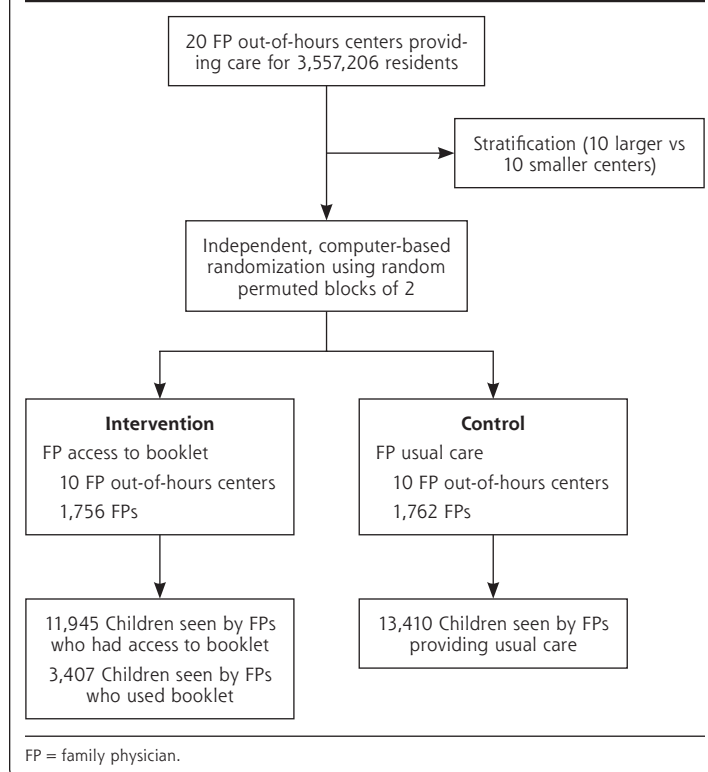 20 FP out-of-hours centers provid-
ing care for 3,557,206 residents
Stratification (10 larger vs
10 smaller centers)
Independent, computer-based
randomization using random
permuted blocks of 2
Intervention
FP access to booklet
10 FP out-of-hours centers
1,756 FPs
Control
FP usual care
10 FP out-of-hours centers
1,762 FPs
11,945 Children seen by FPs
who had access to booklet
3,407 Children seen by FPs
who used booklet
13,410 Children seen by FPs
providing usual care
FP = family physician.